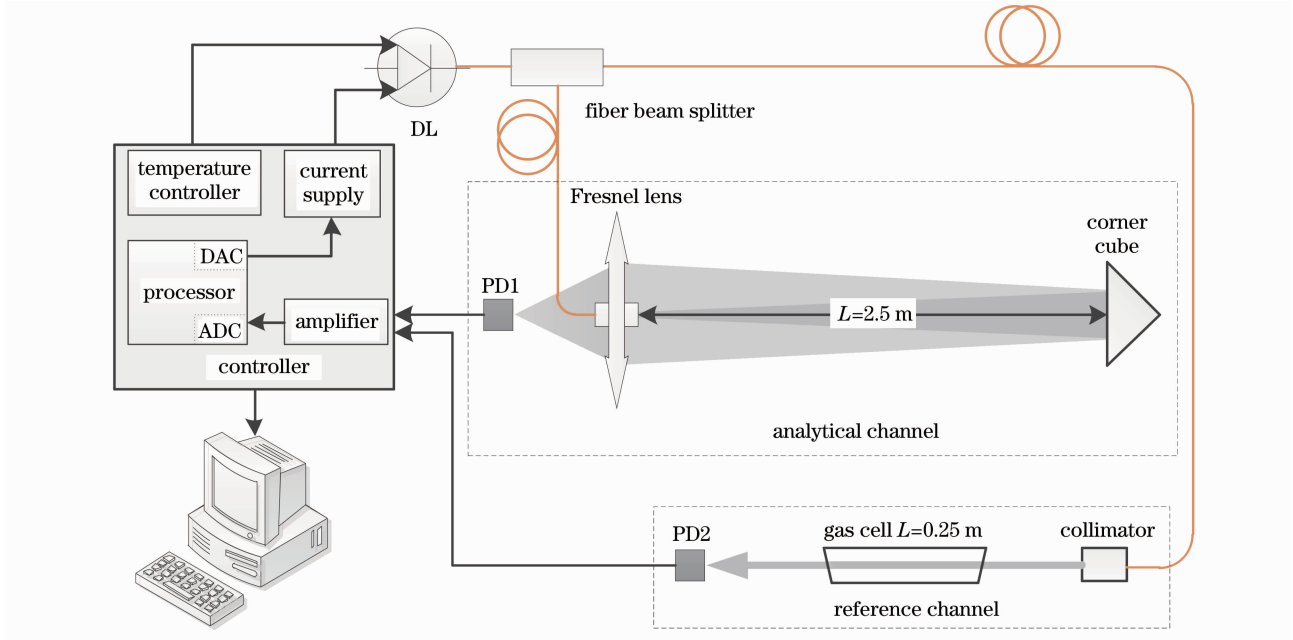 DL
fiber beam splitter
temperature
controller
current
supply
DAC
processor
ADC
amplifier
controller
Fresnel lens
PD1
L=2.5 m
corner
cube
analytical channel
PD2
gas cell L=0.25 m
collimator
reference channel